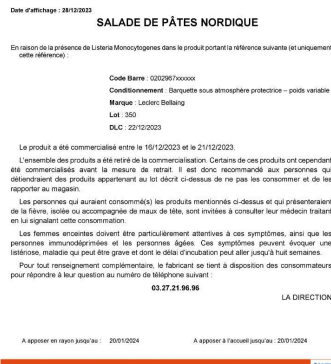 Date d'affichage : 28/12/2023
SALADE DE PÂTES NORDIQUE
En raison de la présence de Listeria Monocytogenes dans le produit portant la référence suivante (et uniquement
cette référence) :
Code Barre : 0202967xxxxxx
Conditionnement : Barquette sous atmosphère protectrice – poids variable
Marque : Leclerc Bellaing
Lot : 350
DLC : 22/12/2023
Le produit a été commercialisé entre le 16/12/2023 et le 21/12/2023.
L'ensemble des produits a été retiré de la commercialisation. Certains de ces produits ont cependant
été commercialisés avant la mesure de retrait. Il est donc recommandé aux personnes qui
détiendraient des produits appartenant au lot décrit ci-dessus de ne pas les consommer et de les
rapporter au magasin.
Les personnes qui auraient consommé(s) les produits mentionnés ci-dessus et qui présenteraient
de la fièvre, isolée ou accompagnée de maux de tête, sont invitées à consulter leur médecin traitant
en lui signalant cette consommation.
Les femmes enceintes doivent être particulièrement attentives à ces symptômes, ainsi que les
personnes immunodéprimées et les personnes âgées. Ces symptômes peuvent évoquer une
listériose, maladie qui peut être grave et dont le délai d'incubation peut aller jusqu'à huit semaines.
Pour tout renseignement complémentaire, le fabricant se tient à disposition des consommateurs
pour répondre à leur question au numéro de téléphone suivant :
03.27.21.96.96
LA DIRECTION
A apposer en rayon jusqu'au : 20/01/2024 A apposer à l'accueil jusqu'au : 20/01/2024